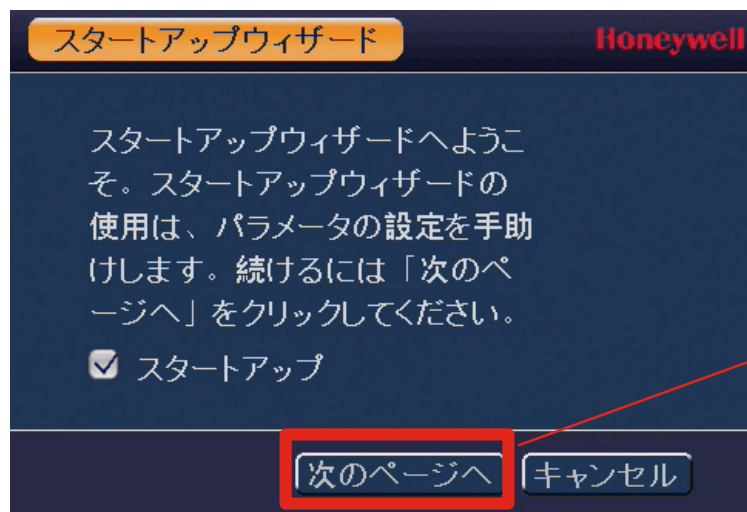 スタートアップウィザード
Honeywell
スタートアップウィザードへようこ
そ。スタートアップウィザードの
使用は、パラメータの設定を手助
けします。続けるには「次のペ
ージへ」をクリックしてください。
スタートアップ
次のページへ
キャンセル